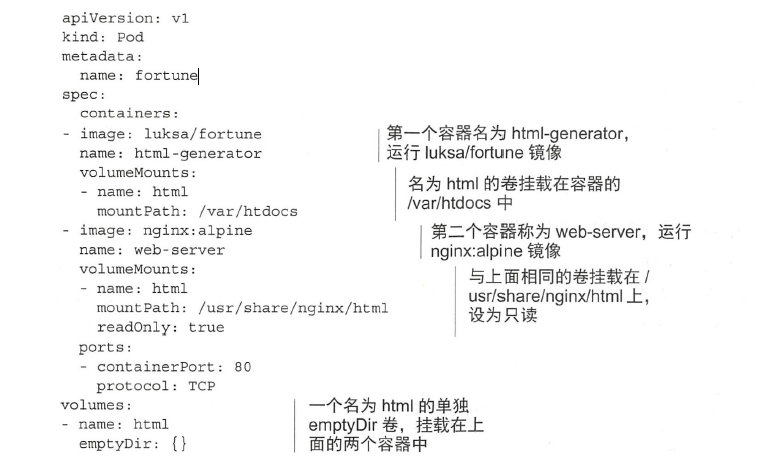 apiVersion: v1
kind: Pod
metadata:
  name: fortune
spec:
  containers:
- image: luksa/fortune
  name: html-generator
第一个容器名为 html-generator，
运行 luksa/fortune 镜像
  volumeMounts:
  - name: html
    mountPath: /var/htdocs
名为 html 的卷挂载在容器的
/var/htdocs 中
- image: nginx:alpine
  name: web-server
第二个容器称为 web-server，运行
nginx:alpine 镜像
  volumeMounts:
  - name: html
    mountPath: /usr/share/nginx/html
    readOnly: true
与上面相同的卷挂载在 /
usr/share/nginx/html 上，
设为只读
  ports:
  - containerPort: 80
    protocol: TCP
volumes:
- name: html
  emptyDir: {}
一个名为 html 的单独
emptyDir 卷，挂载在上
面的两个容器中